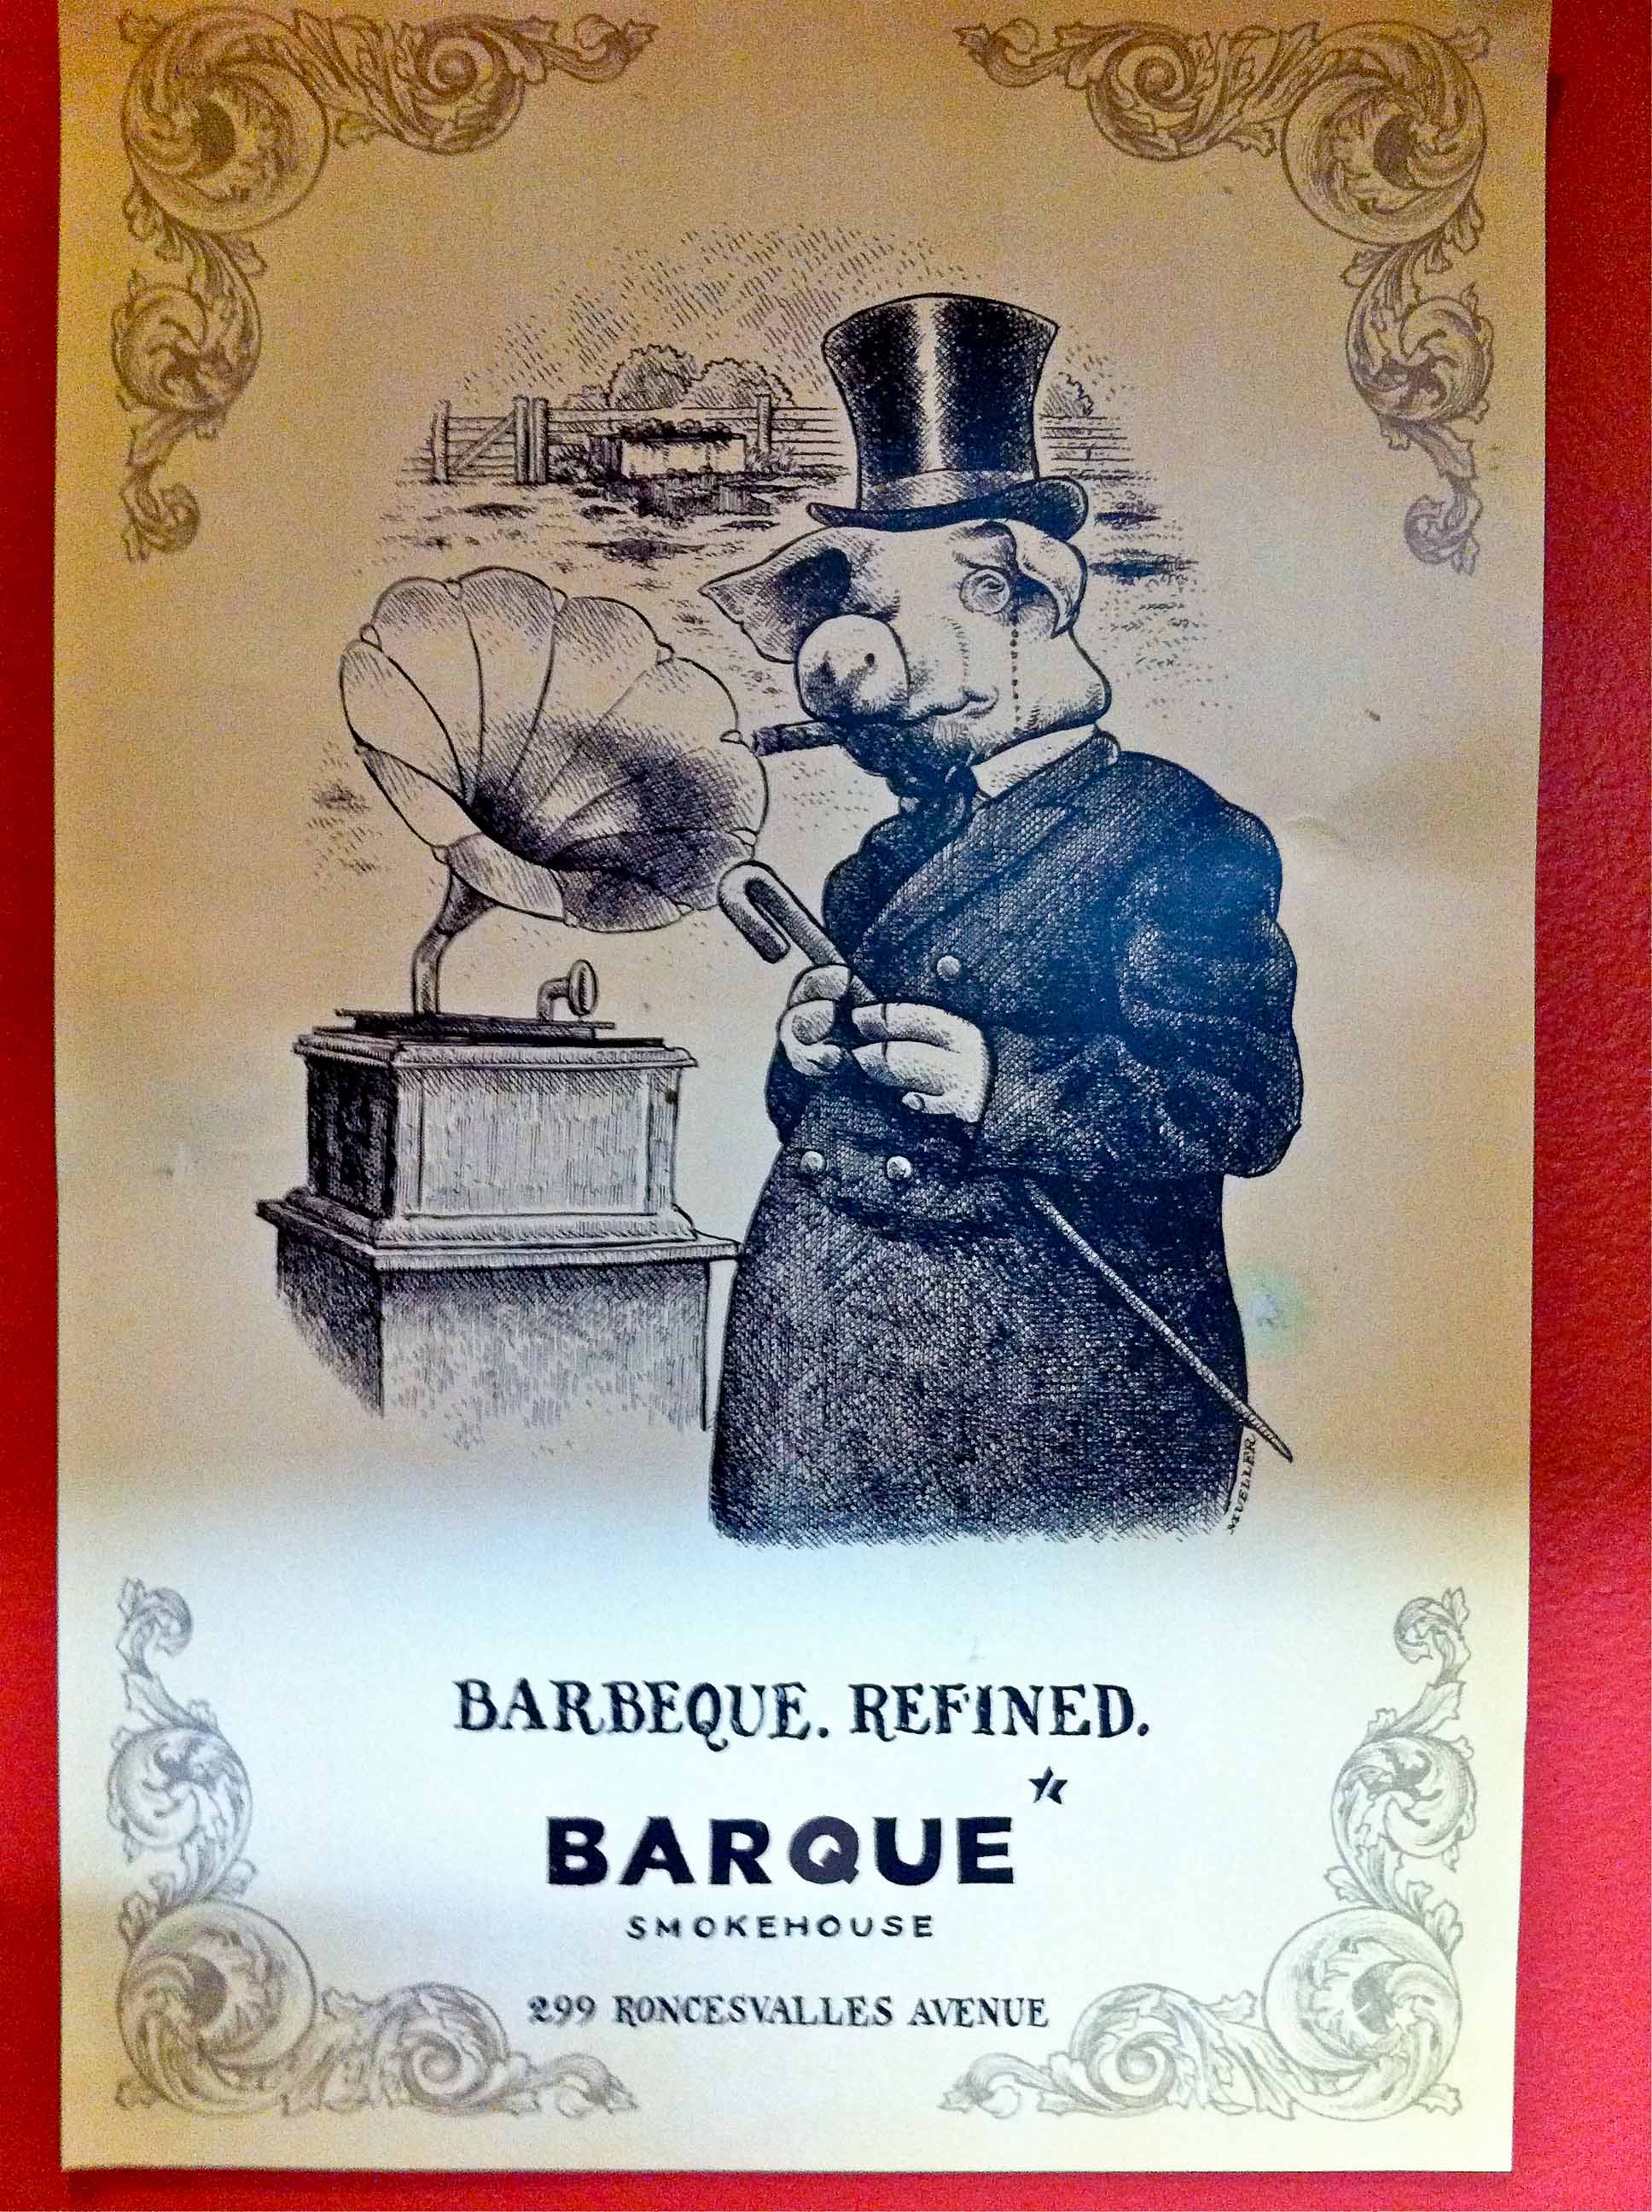 MUELLER
BARBEQUE. REFINED.
BARQUE
SMOKEHOUSE
299 RONCESVALLES AVENUE